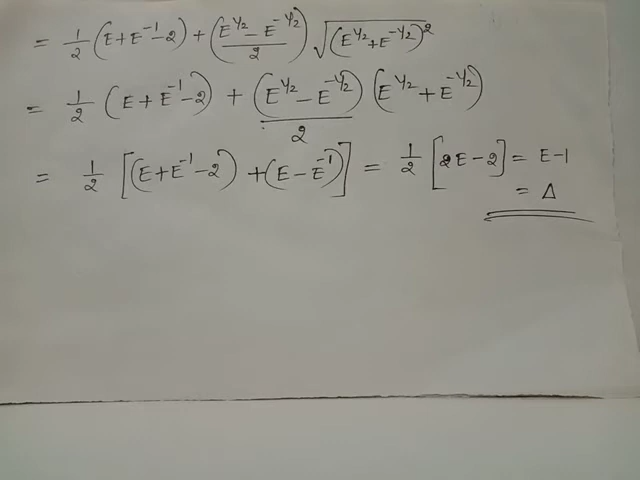 = 1/2 (E+E⁻¹-2) + (E^1/2 - E^-1/2)/2 √(E^1/2 + E^-1/2)²
= 1/2 (E+E⁻¹-2) + (E^1/2 - E^-1/2)/2 (E^1/2 + E^-1/2)
= 1/2 [(E+E⁻¹-2) + (E-E⁻¹)] = 1/2 [2E-2] = E-1
= Δ